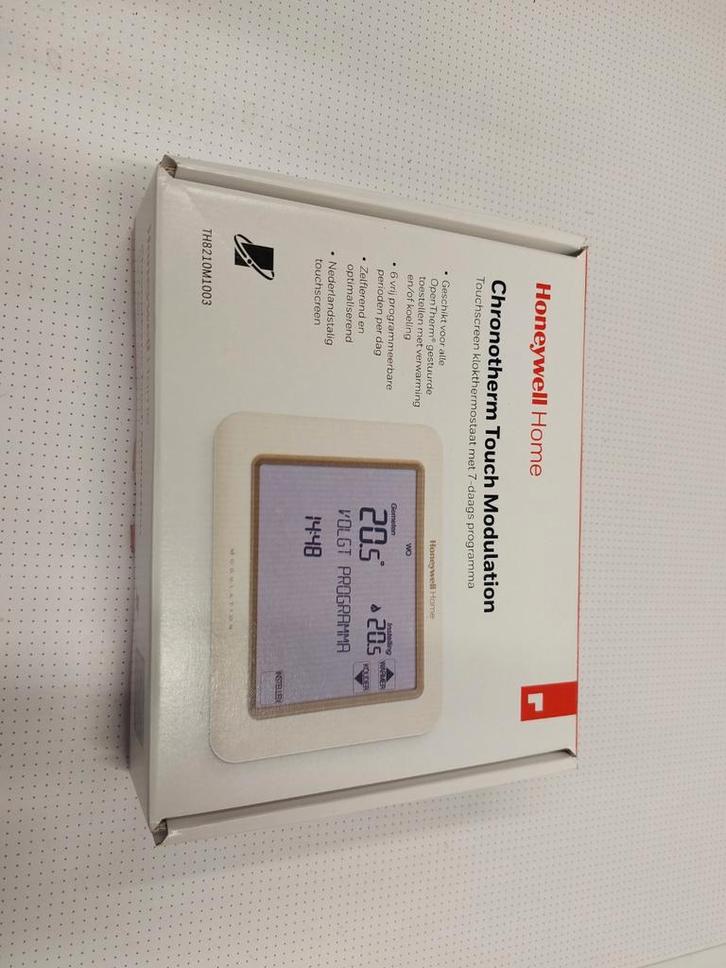 Honeywell Home
Chronotherm Touch Modulation
Touchscreen klokthermostaat met 7-daags programma
• Geschikt voor alle
OpenTherm® gestuurde
toestellen met verwarming
en/of koeling
• 6 vrij programmeerbare
perioden per dag
• Zelflerend en
optimaliserend
• Nederlandstalig
touchscreen
TH8210M1003
Honeywell Home
WO
Gemeten
Instelling
20.5°
20.5
WARMER
KOUDER
VOLGT PROGRAMMA
14:48
INSTELLEN
MODULATION